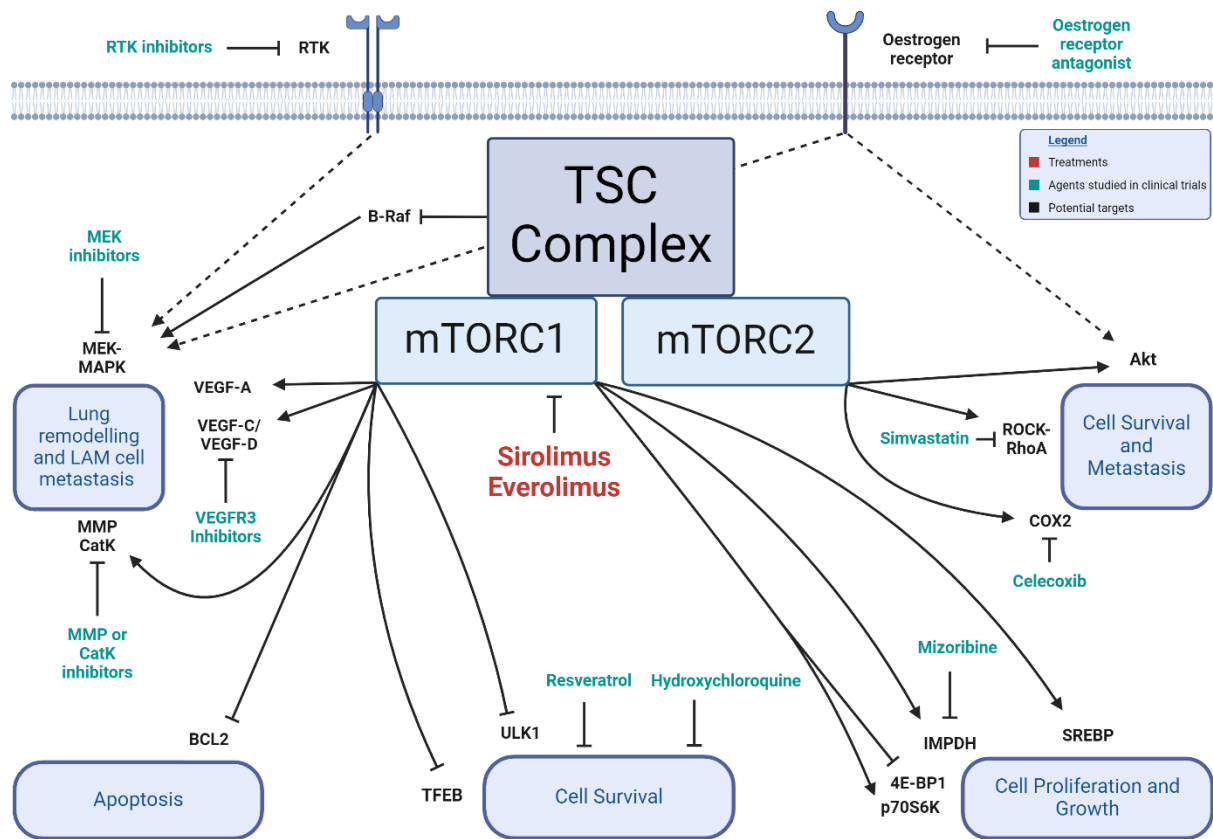 RTK inhibitors
RTK
Oestrogen
receptor
Oestrogen
receptor
antagonist
Legend
Treatments
Agents studied in clinical trials
Potential targets
TSC
Complex
B-Raf
MEK
inhibitors
mTORC1
mTORC2
MEK-
MAPK
Akt
VEGF-A
Lung
remodelling
and LAM cell
metastasis
VEGF-C/
VEGF-D
Sirolimus
Everolimus
Simvastatin
ROCK-
RhoA
Cell Survival
and
Metastasis
VEGFR3
Inhibitors
MMP
CatK
COX2
Celecoxib
MMP or
CatK
inhibitors
Mizoribine
Resveratrol
Hydroxychloroquine
BCL2
ULK1
IMPDH
SREBP
Apoptosis
TFEB
Cell Survival
4E-BP1
p70S6K
Cell Proliferation and
Growth